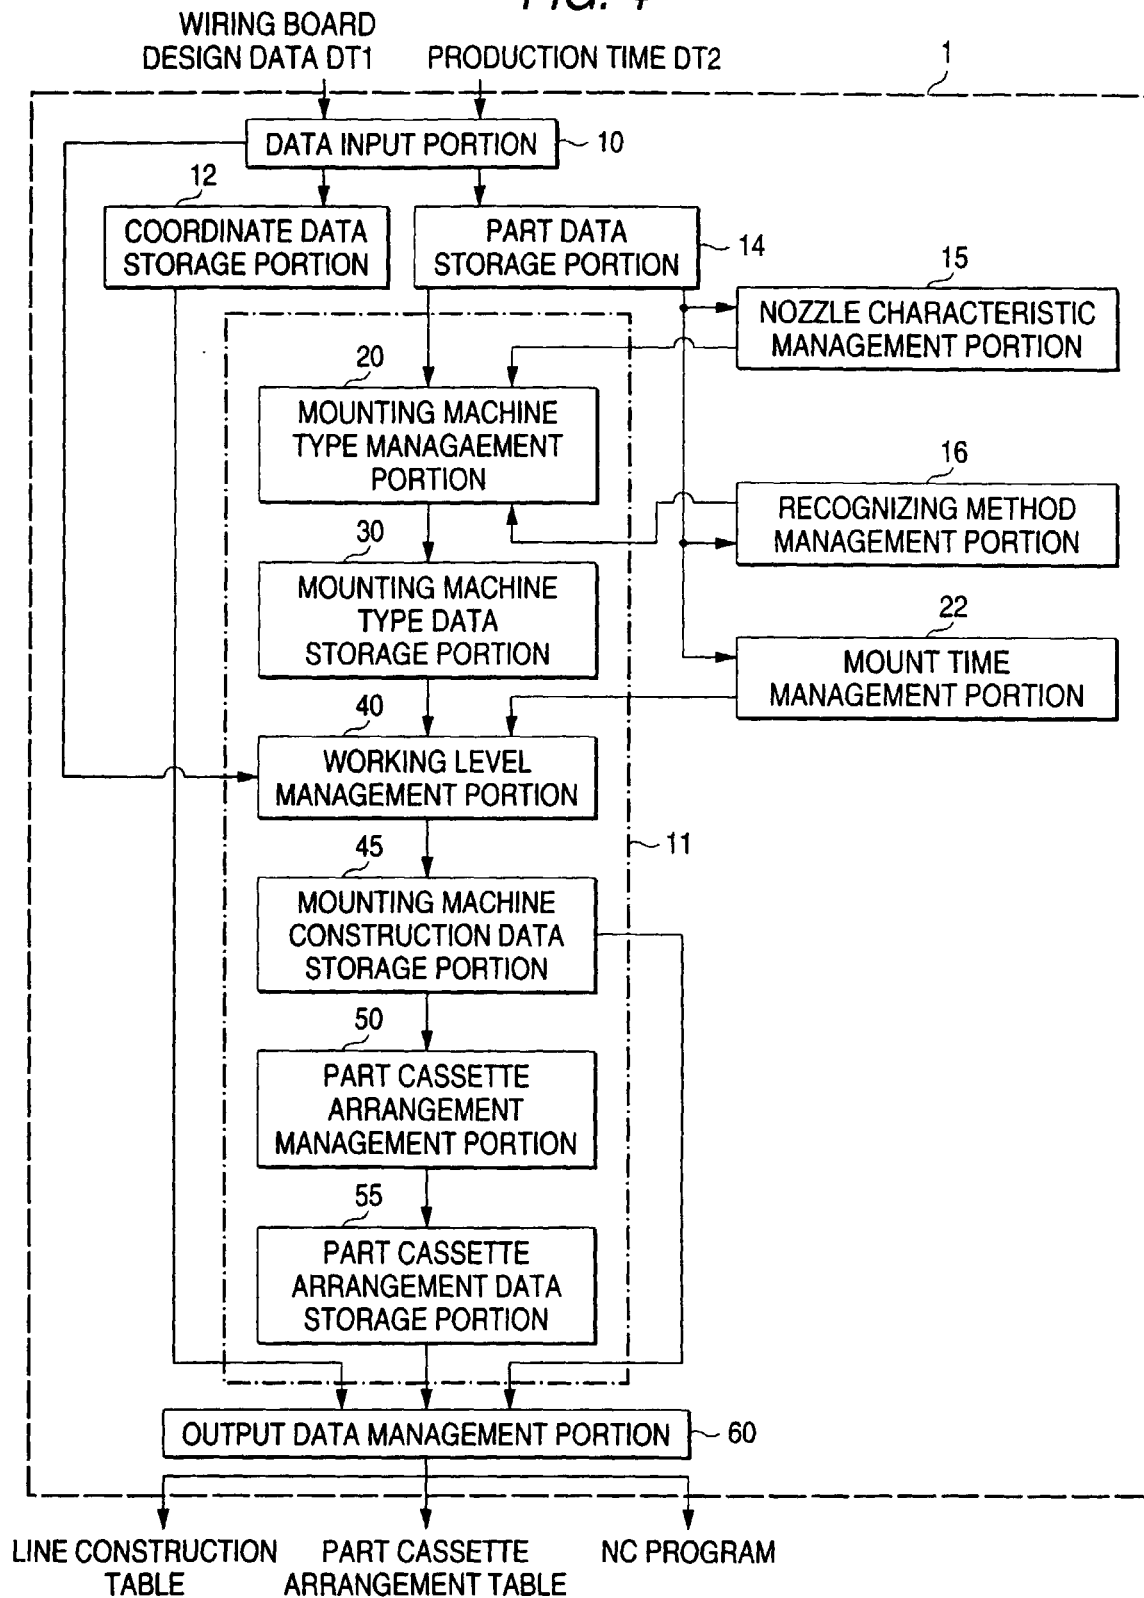 WIRING BOARD
DESIGN DATA DT1
PRODUCTION TIME DT2
1
DATA INPUT PORTION
10
12
COORDINATE DATA
STORAGE PORTION
PART DATA
STORAGE PORTION
14
15
NOZZLE CHARACTERISTIC
MANAGEMENT PORTION
20
MOUNTING MACHINE
TYPE MANAGAEMENT
PORTION
16
RECOGNIZING METHOD
MANAGEMENT PORTION
30
MOUNTING MACHINE
TYPE DATA
STORAGE PORTION
22
MOUNT TIME
MANAGEMENT PORTION
40
WORKING LEVEL
MANAGEMENT PORTION
11
45
MOUNTING MACHINE
CONSTRUCTION DATA
STORAGE PORTION
50
PART CASSETTE
ARRANGEMENT
MANAGEMENT PORTION
55
PART CASSETTE
ARRANGEMENT DATA
STORAGE PORTION
OUTPUT DATA MANAGEMENT PORTION
60
LINE CONSTRUCTION
TABLE
PART CASSETTE
ARRANGEMENT TABLE
NC PROGRAM